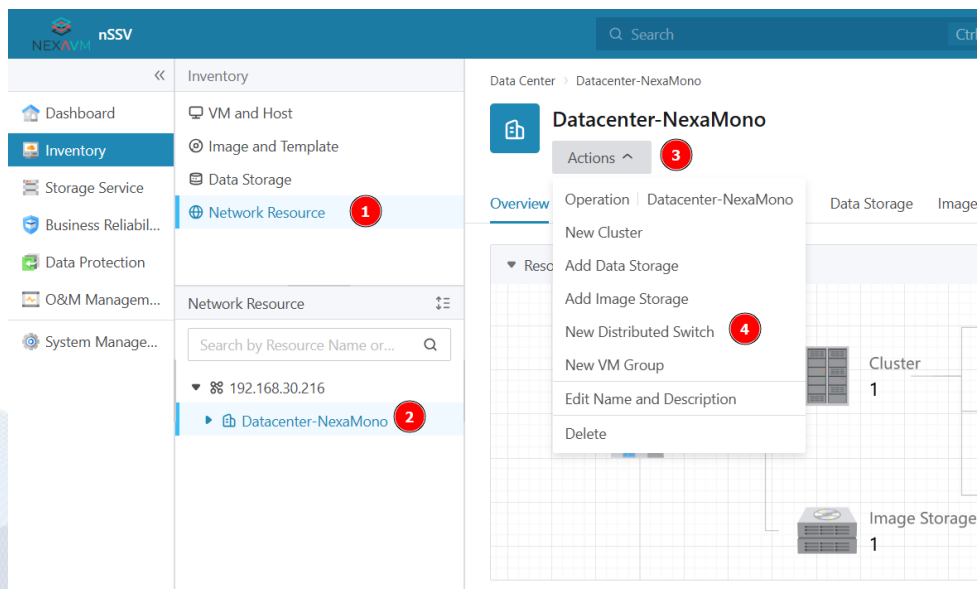 NEXAVM nSSV
Search
Ctrl
Dashboard
Inventory
Storage Service
Business Reliabil...
Data Protection
O&M Managem...
System Manage...
Inventory
VM and Host
Image and Template
Data Storage
Network Resource 1
Network Resource
Search by Resource Name or...
192.168.30.216
Datacenter-NexaMono 2
Data Center > Datacenter-NexaMono
Datacenter-NexaMono
Actions 3
Overview
Data Storage
Image
Operation | Datacenter-NexaMono
New Cluster
Add Data Storage
Add Image Storage
New Distributed Switch 4
New VM Group
Edit Name and Description
Delete
Reso
Cluster
1
Image Storage
1